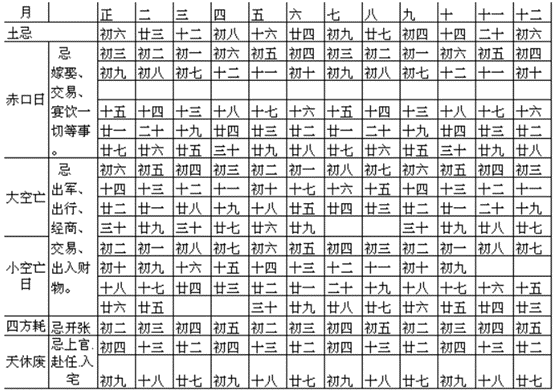 月 正 二 三 四 五 六 七 八 九 十 十一 十二
土忌 初六 廿三 十二 初八 十六 廿四 初九 廿七 初四 十四 二十 初六
赤口日 忌嫁娶、交易、宴饮一切等事。
初三 初二 初一 初六 初五 初四 初三 初二 初一 初六 初五 初四
初九 初八 初七 十二 十一 初十 初九 初八 初七 十二 十一 初十
十五 十四 十三 十八 十七 十六 十五 十四 十三 十八 十七 十六
廿一 二十 十九 廿四 廿三 廿二 廿一 二十 十九 廿四 廿三 廿二
廿七 廿六 廿五 三十 廿九 廿八 廿七 廿六 廿五 三十 廿九 廿八
大空亡 忌出军、出行、经商、交易、出入财物。
初六 初五 初四 初三 初二 初一 初八 初七 初六 初五 初四 初三
十四 十三 十二 十一 初十 十七 十六 十五 十四 十三 十二 十一
廿二 廿一 廿八 十九 十八 廿五 廿四 廿三 廿二 廿一 二十 十九
三十 廿九 三十 廿七 廿六 廿九 三十 廿九 廿八 廿七
小空亡日
初二 初一 初八 初七 初六 初五 初四 初三 初二 初一 初八 初七
初十 初九 十六 十五 十四 十三 十二 十一 初十 初九
十八 十七 廿四 廿三 廿二 廿一 二十 十九 十八 十七 十六 十五
廿六 廿五 三十 廿九 廿八 廿七 廿六 廿五 廿四 廿三
四方耗 忌开张 初二 初三 初四 初五 初二 初三 初四 初五 初二 初三 初四 初五
天休废 忌上官.赴任.入宅
初四 十三 廿二 初四 十三 廿二 初四 十三 廿二 初四 十三 廿二
初九 十八 廿七 初九 十八 廿七 初九 十八 廿七 初九 十八 廿七